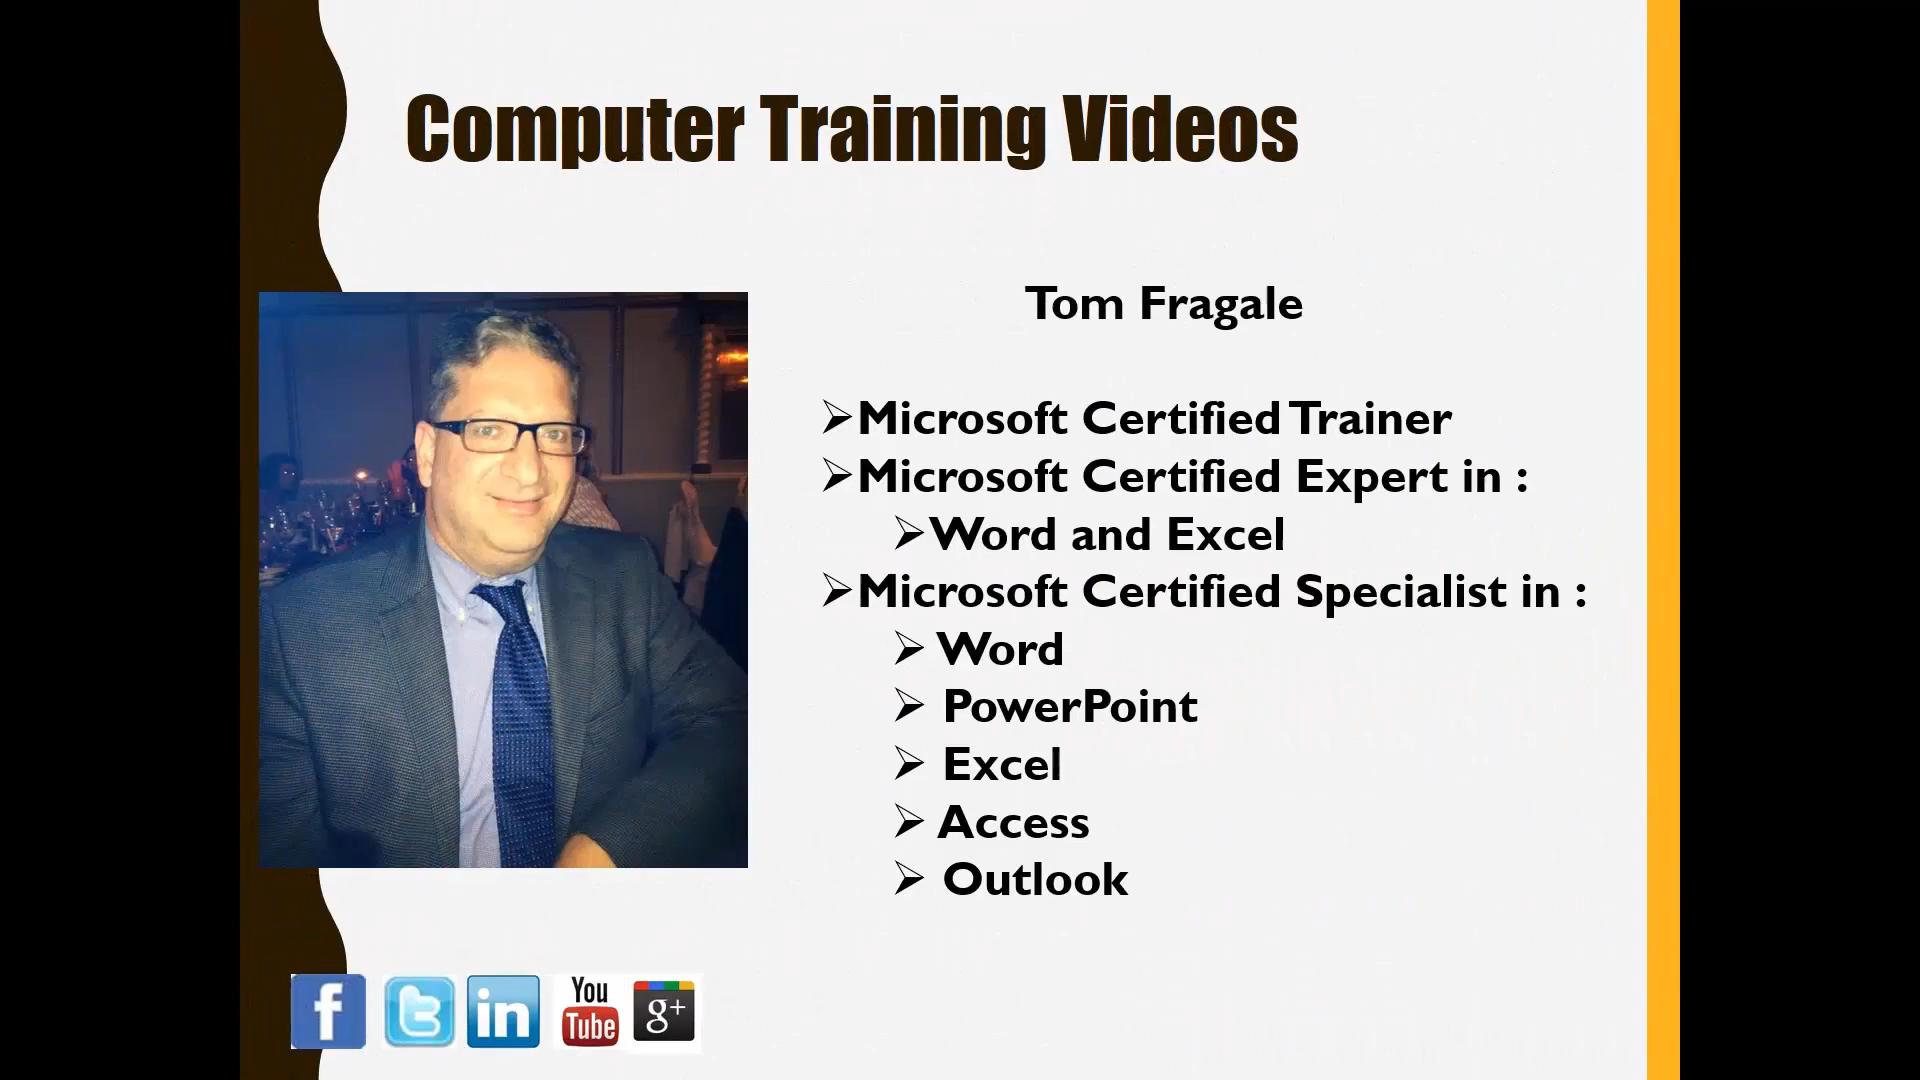 Computer Training Videos
Tom Fragale
➢Microsoft Certified Trainer
➢Microsoft Certified Expert in :
➢Word and Excel
➢Microsoft Certified Specialist in :
➢ Word
➢ PowerPoint
➢ Excel
➢ Access
➢ Outlook
f t in You Tube g+